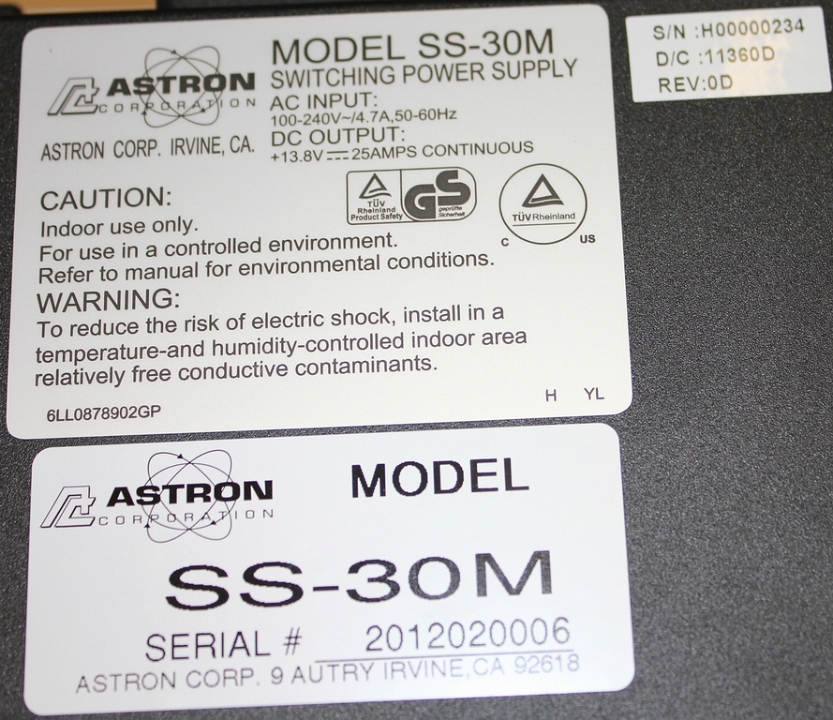 MODEL SS-30M
SWITCHING POWER SUPPLY
ASTRON
CORPORATION
AC INPUT:
100-240V~/4.7A,50-60Hz
DC OUTPUT:
+13.8V⎓25AMPS CONTINUOUS
ASTRON CORP. IRVINE, CA.
CAUTION:
Indoor use only.
For use in a controlled environment.
Refer to manual for environmental conditions.
TÜV
Rheinland
Product Safety
GS
geprüfte
Sicherheit
TÜV Rheinland
C US
WARNING:
To reduce the risk of electric shock, install in a
temperature-and humidity-controlled indoor area
relatively free conductive contaminants.
6LL0878902GP
H YL
S/N :H00000234
D/C :11360D
REV:0D
ASTRON
CORPORATION
MODEL
SS-30M
SERIAL # 2012020006
ASTRON CORP. 9 AUTRY IRVINE,CA 92618